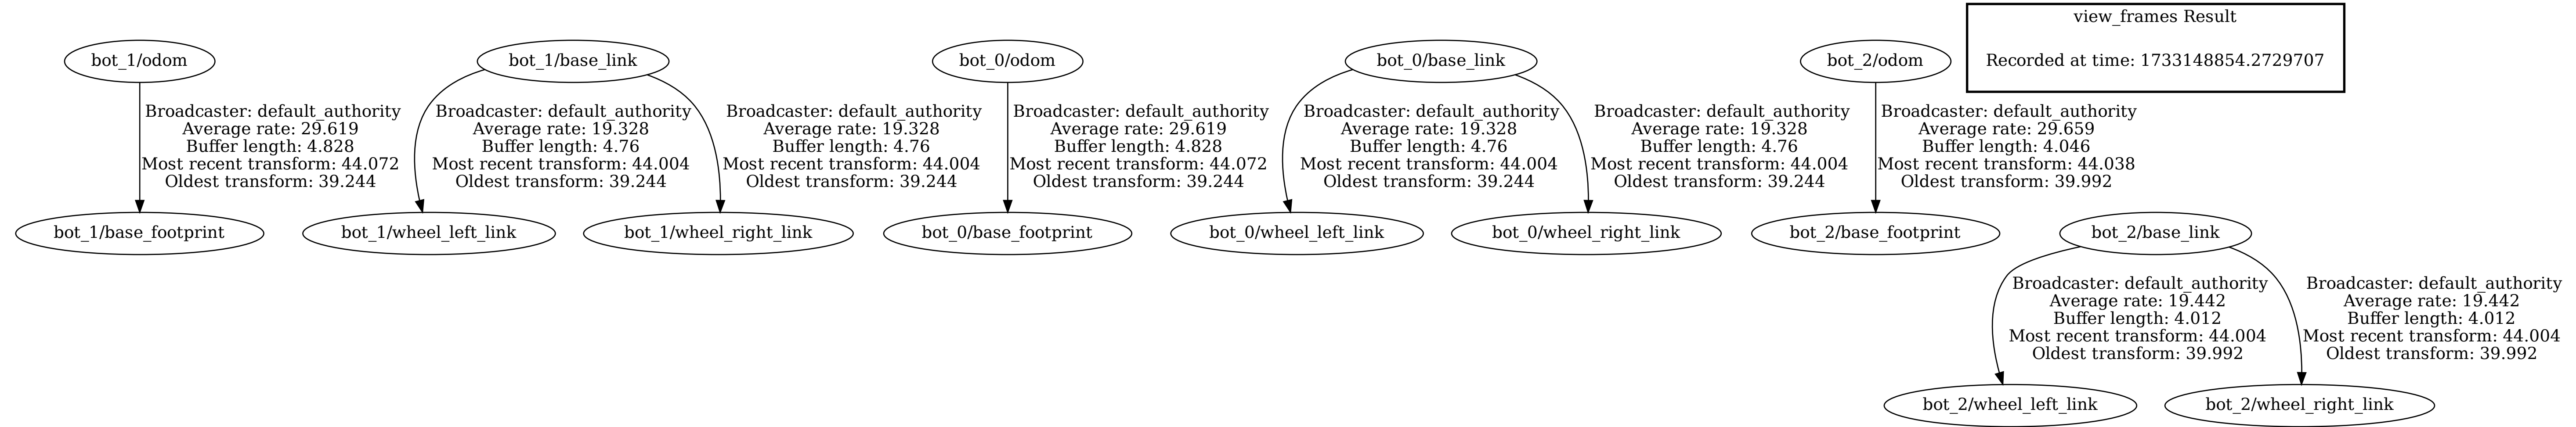 view_frames Result
Recorded at time: 1733148854.2729707
bot_1/odom
bot_1/base_link
bot_0/odom
bot_0/base_link
bot_2/odom
Broadcaster: default_authority
Average rate: 29.619
Buffer length: 4.828
Most recent transform: 44.072
Oldest transform: 39.244
Broadcaster: default_authority
Average rate: 19.328
Buffer length: 4.76
Most recent transform: 44.004
Oldest transform: 39.244
Broadcaster: default_authority
Average rate: 19.328
Buffer length: 4.76
Most recent transform: 44.004
Oldest transform: 39.244
Broadcaster: default_authority
Average rate: 29.619
Buffer length: 4.828
Most recent transform: 44.072
Oldest transform: 39.244
Broadcaster: default_authority
Average rate: 19.328
Buffer length: 4.76
Most recent transform: 44.004
Oldest transform: 39.244
Broadcaster: default_authority
Average rate: 19.328
Buffer length: 4.76
Most recent transform: 44.004
Oldest transform: 39.244
Broadcaster: default_authority
Average rate: 29.659
Buffer length: 4.046
Most recent transform: 44.038
Oldest transform: 39.992
bot_1/base_footprint
bot_1/wheel_left_link
bot_1/wheel_right_link
bot_0/base_footprint
bot_0/wheel_left_link
bot_0/wheel_right_link
bot_2/base_footprint
bot_2/base_link
Broadcaster: default_authority
Average rate: 19.442
Buffer length: 4.012
Most recent transform: 44.004
Oldest transform: 39.992
Broadcaster: default_authority
Average rate: 19.442
Buffer length: 4.012
Most recent transform: 44.004
Oldest transform: 39.992
bot_2/wheel_left_link
bot_2/wheel_right_link